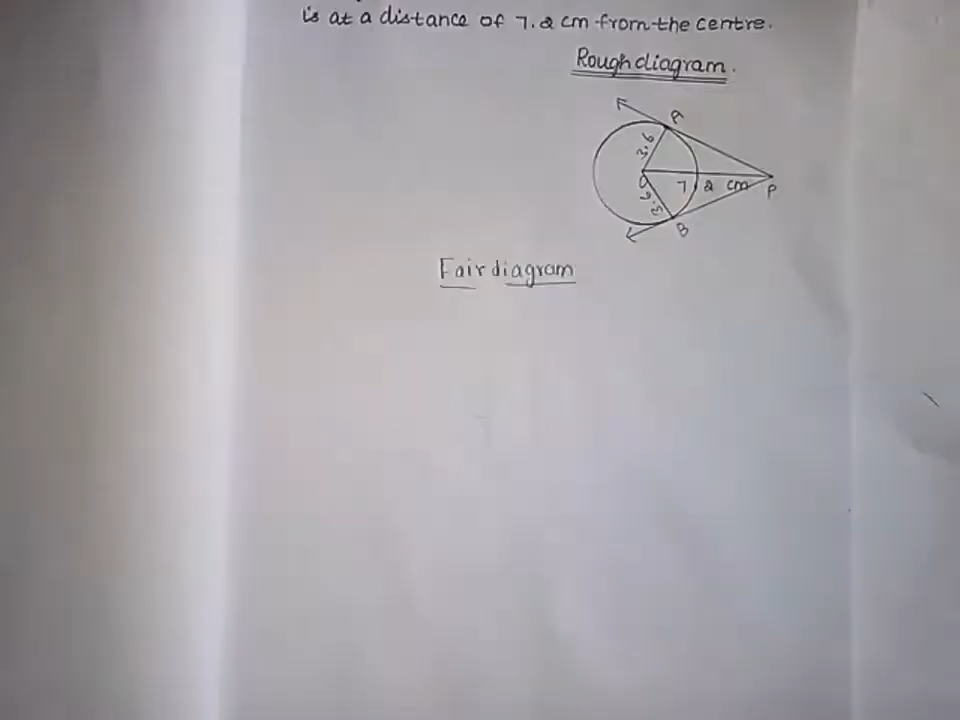 is at a distance of 7.2 cm from the centre.
Rough diagram.
A
3.6
O
7.2 cm
P
3.6
B
Fair diagram